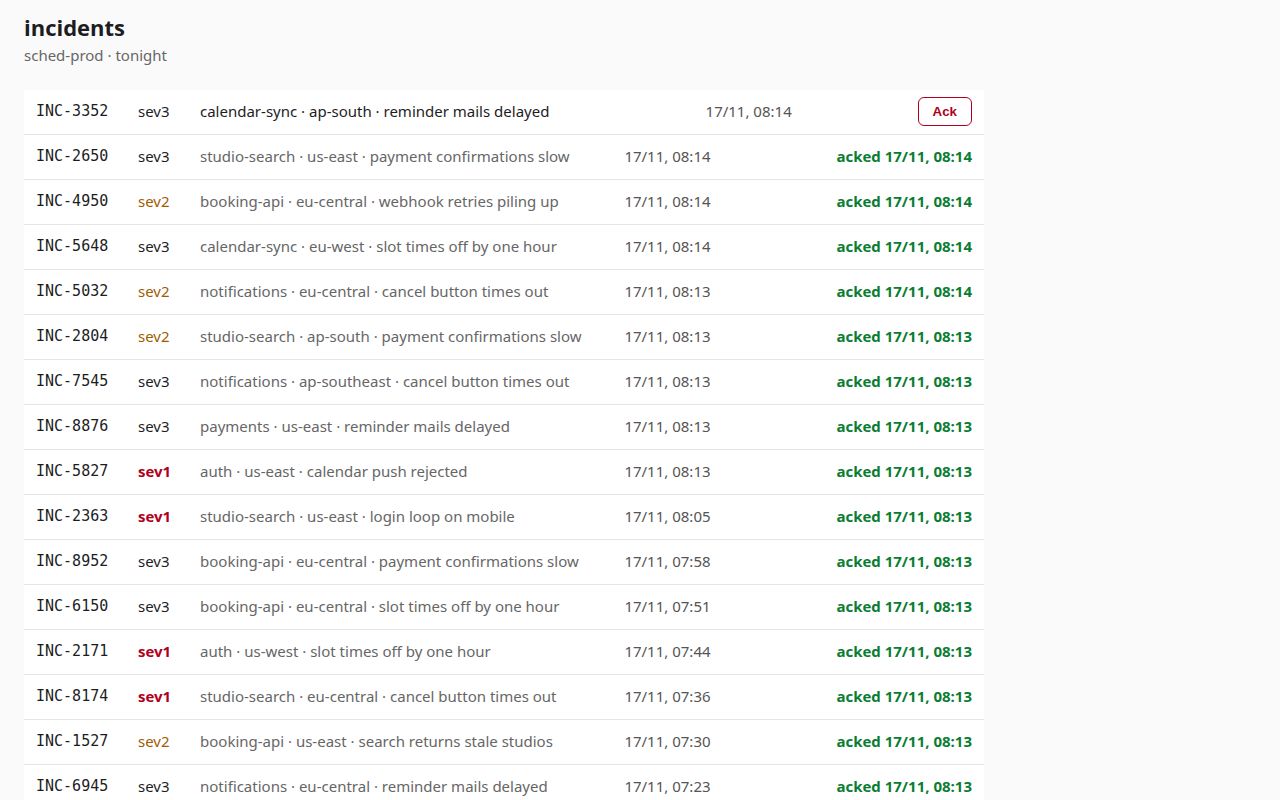 incidents
sched-prod · tonight
INC-3352 sev3 calendar-sync · ap-south · reminder mails delayed 17/11, 08:14 Ack
INC-2650 sev3 studio-search · us-east · payment confirmations slow 17/11, 08:14 acked 17/11, 08:14
INC-4950 sev2 booking-api · eu-central · webhook retries piling up 17/11, 08:14 acked 17/11, 08:14
INC-5648 sev3 calendar-sync · eu-west · slot times off by one hour 17/11, 08:14 acked 17/11, 08:14
INC-5032 sev2 notifications · eu-central · cancel button times out 17/11, 08:13 acked 17/11, 08:14
INC-2804 sev2 studio-search · ap-south · payment confirmations slow 17/11, 08:13 acked 17/11, 08:13
INC-7545 sev3 notifications · ap-southeast · cancel button times out 17/11, 08:13 acked 17/11, 08:13
INC-8876 sev3 payments · us-east · reminder mails delayed 17/11, 08:13 acked 17/11, 08:13
INC-5827 sev1 auth · us-east · calendar push rejected 17/11, 08:13 acked 17/11, 08:13
INC-2363 sev1 studio-search · us-east · login loop on mobile 17/11, 08:05 acked 17/11, 08:13
INC-8952 sev3 booking-api · eu-central · payment confirmations slow 17/11, 07:58 acked 17/11, 08:13
INC-6150 sev3 booking-api · eu-central · slot times off by one hour 17/11, 07:51 acked 17/11, 08:13
INC-2171 sev1 auth · us-west · slot times off by one hour 17/11, 07:44 acked 17/11, 08:13
INC-8174 sev1 studio-search · eu-central · cancel button times out 17/11, 07:36 acked 17/11, 08:13
INC-1527 sev2 booking-api · us-east · search returns stale studios 17/11, 07:30 acked 17/11, 08:13
INC-6945 sev3 notifications · eu-central · reminder mails delayed 17/11, 07:23 acked 17/11, 08:13